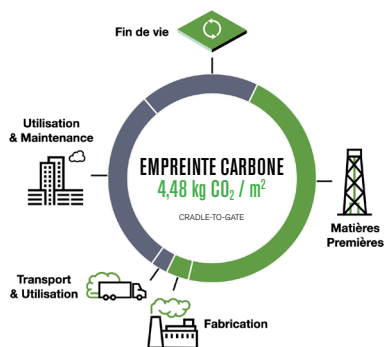 Fin de vie
Utilisation
& Maintenance
EMPREINTE CARBONE
4,48 kg CO₂ / m²
CRADLE-TO-GATE
Matières
Premières
Transport
& Utilisation
Fabrication